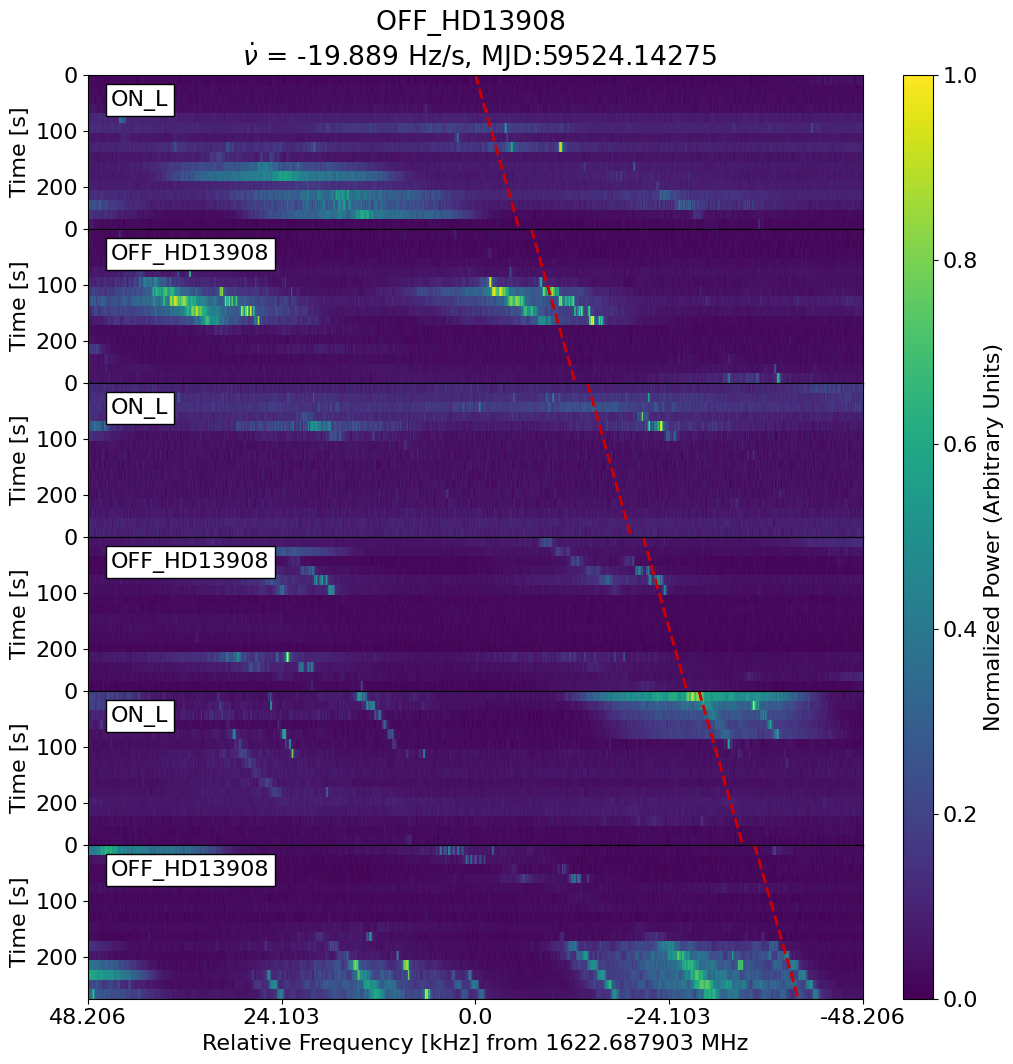 OFF_HD13908
ν̇ = -19.889 Hz/s, MJD:59524.14275
0
ON_L
100
Time [s]
200
0
OFF_HD13908
100
Time [s]
200
0
ON_L
100
Time [s]
200
0
OFF_HD13908
100
Time [s]
200
0
ON_L
100
Time [s]
200
0
OFF_HD13908
100
Time [s]
200
48.206 24.103 0.0 -24.103 -48.206
Relative Frequency [kHz] from 1622.687903 MHz
1.0
0.8
0.6
0.4
0.2
0.0
Normalized Power (Arbitrary Units)